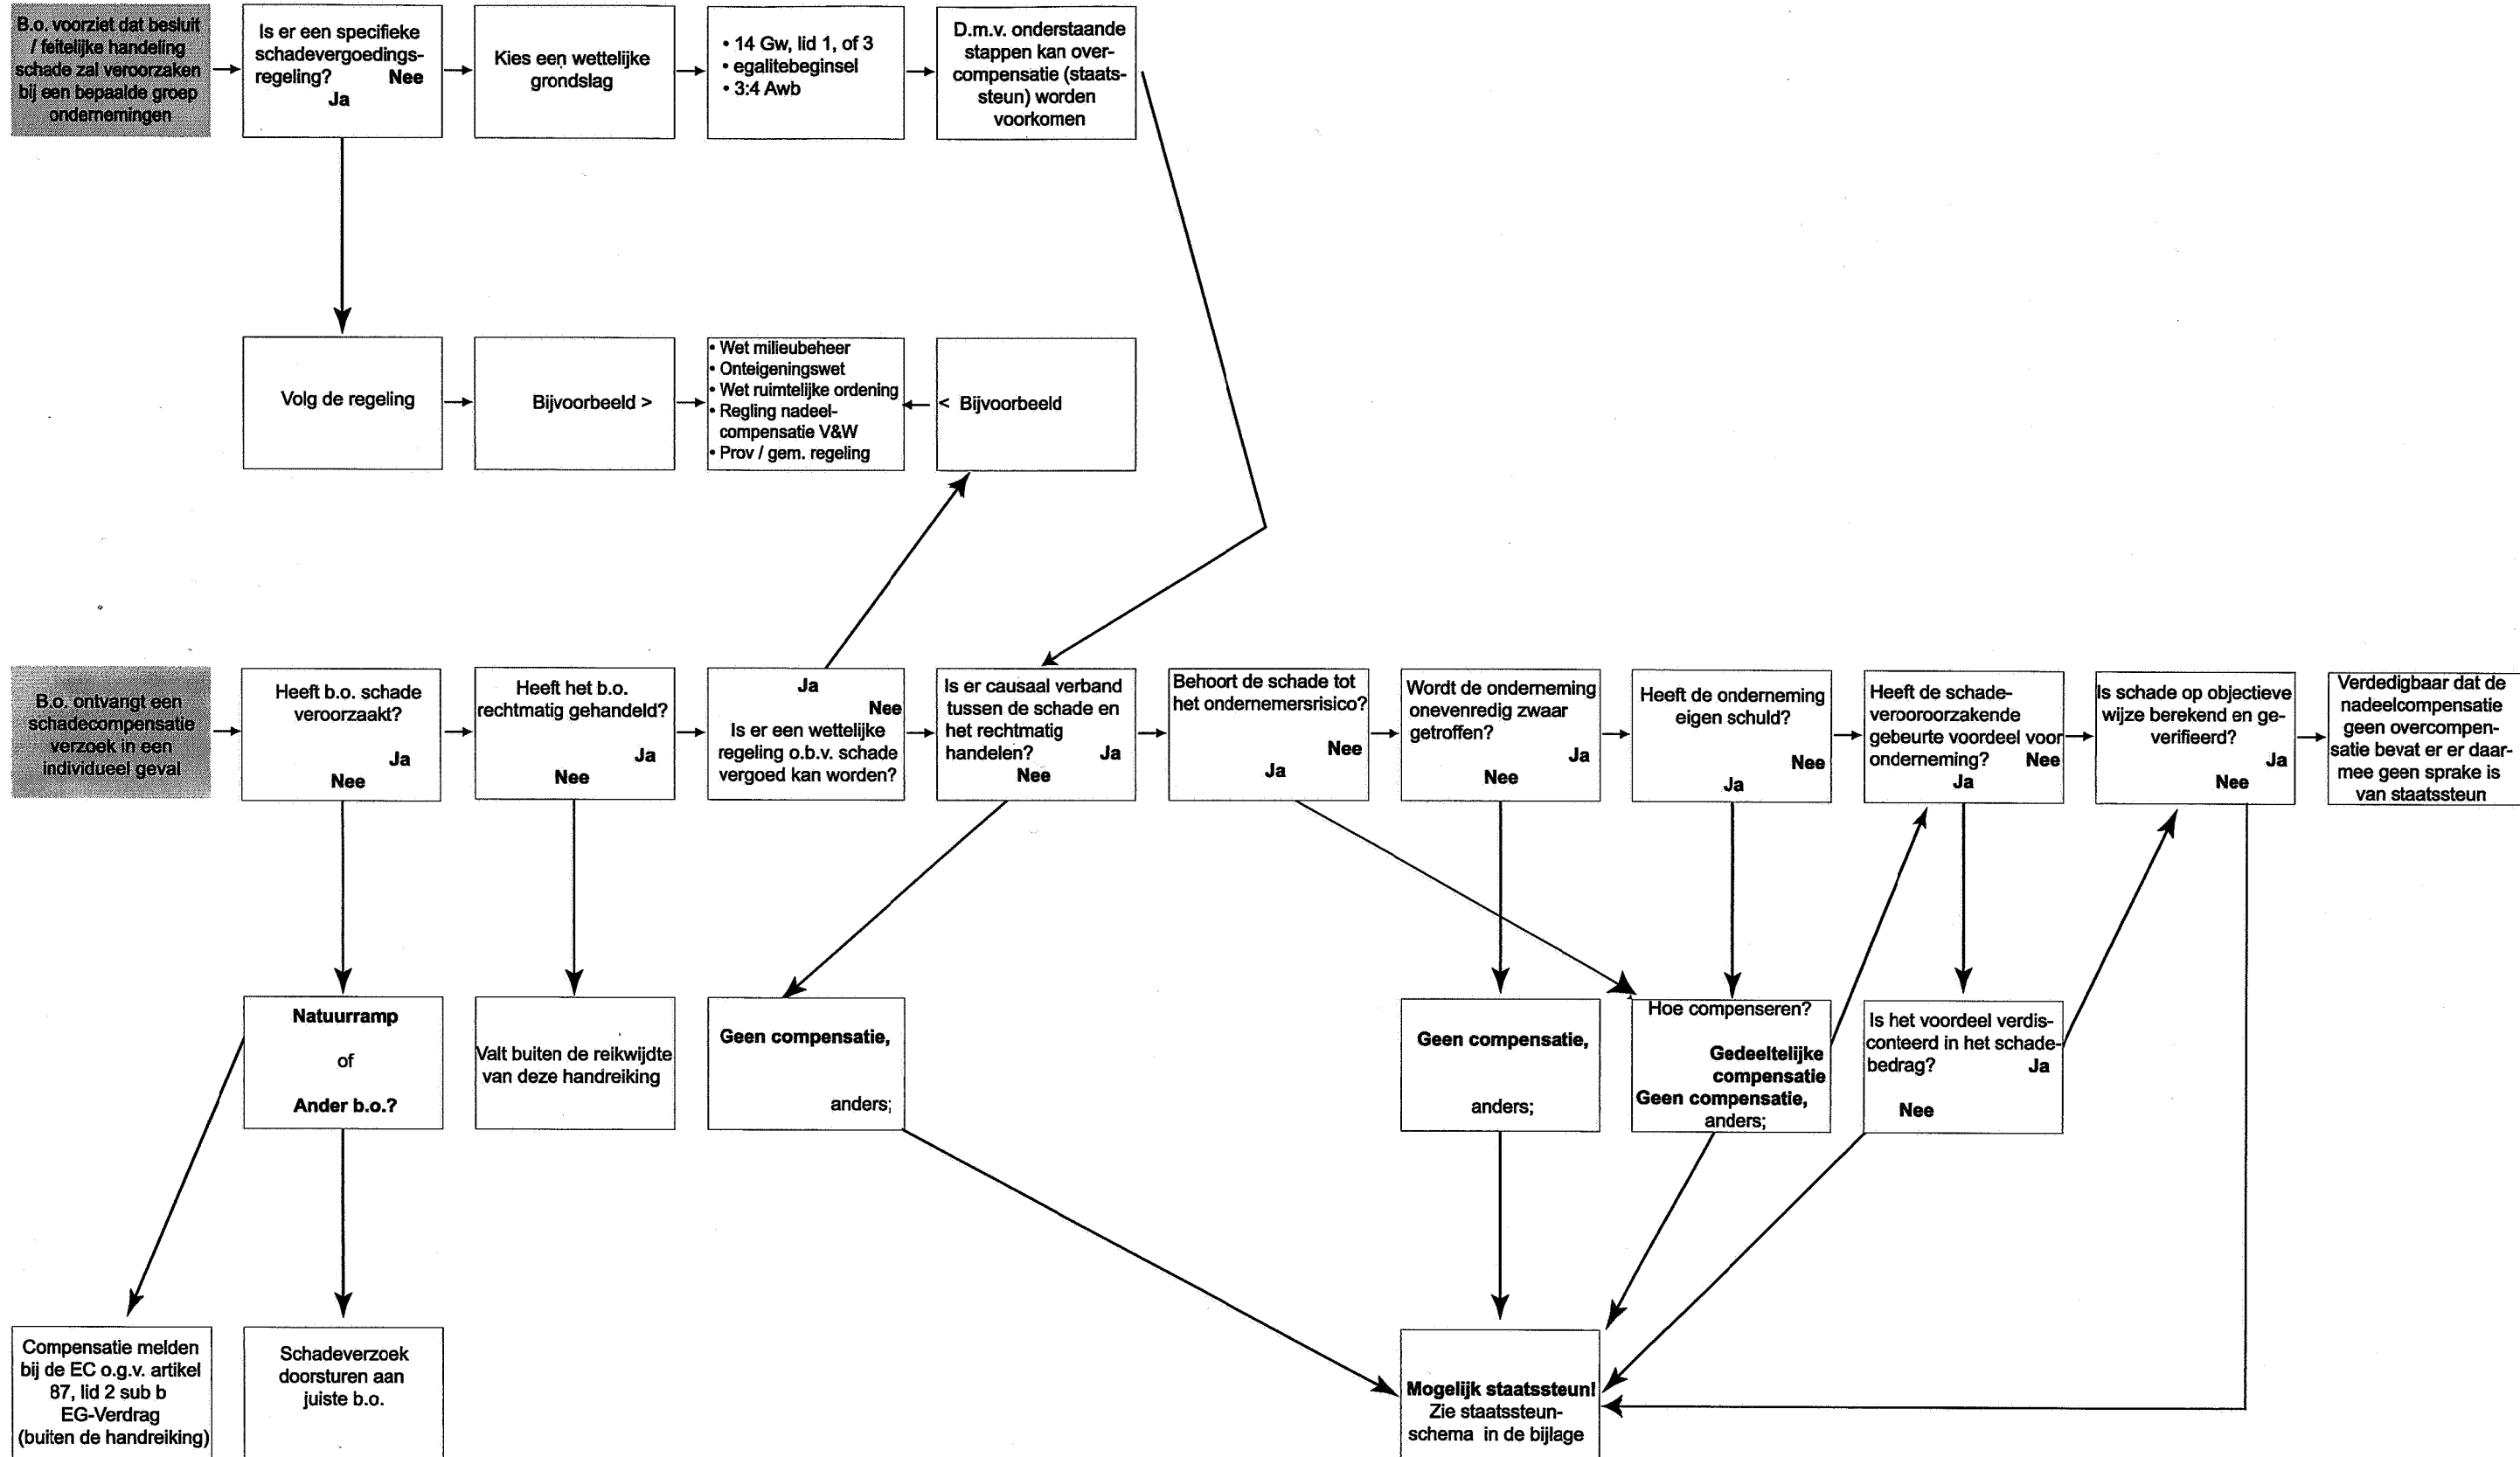 B.o. voorziet dat besluit
/ feitelijke handeling
schade zal veroorzaken
bij een bepaalde groep
ondernemingen
Is er een specifieke
schadevergoedings-
regeling? Nee
Ja
Kies een wettelijke
grondslag
• 14 Gw, lid 1, of 3
• egalitebeginsel
• 3:4 Awb
D.m.v. onderstaande
stappen kan over-
compensatie (staats-
steun) worden
voorkomen
Volg de regeling
Bijvoorbeeld >
• Wet milieubeheer
• Onteigeningswet
• Wet ruimtelijke ordening
• Regling nadeel-
compensatie V&W
• Prov / gem. regeling
< Bijvoorbeeld
B.o. ontvangt een
schadecompensatie
verzoek in een
individueel geval
Heeft b.o. schade
veroorzaakt?
Ja
Nee
Heeft het b.o.
rechtmatig gehandeld?
Ja
Nee
Ja
Nee
Is er een wettelijke
regeling o.b.v. schade
vergoed kan worden?
Is er causaal verband
tussen de schade en
het rechtmatig
handelen? Ja
Nee
Behoort de schade tot
het ondernemersrisico?
Nee
Ja
Wordt de onderneming
onevenredig zwaar
getroffen?
Ja
Nee
Heeft de onderneming
eigen schuld?
Nee
Ja
Heeft de schade-
verooroorzakende
gebeurte voordeel voor
onderneming? Nee
Ja
Is schade op objectieve
wijze berekend en ge-
verifieerd?
Ja
Nee
Verdedigbaar dat de
nadeelcompensatie
geen overcompen-
satie bevat er er daar-
mee geen sprake is
van staatssteun
Natuurramp
of
Ander b.o.?
Valt buiten de reikwijdte
van deze handreiking
Geen compensatie,
anders;
Geen compensatie,
anders;
Hoe compenseren?
Gedeeltelijke
compensatie
Geen compensatie,
anders;
Is het voordeel verdis-
conteerd in het schade-
bedrag? Ja
Nee
Compensatie melden
bij de EC o.g.v. artikel
87, lid 2 sub b
EG-Verdrag
(buiten de handreiking)
Schadeverzoek
doorsturen aan
juiste b.o.
Mogelijk staatssteun!
Zie staatssteun-
schema in de bijlage